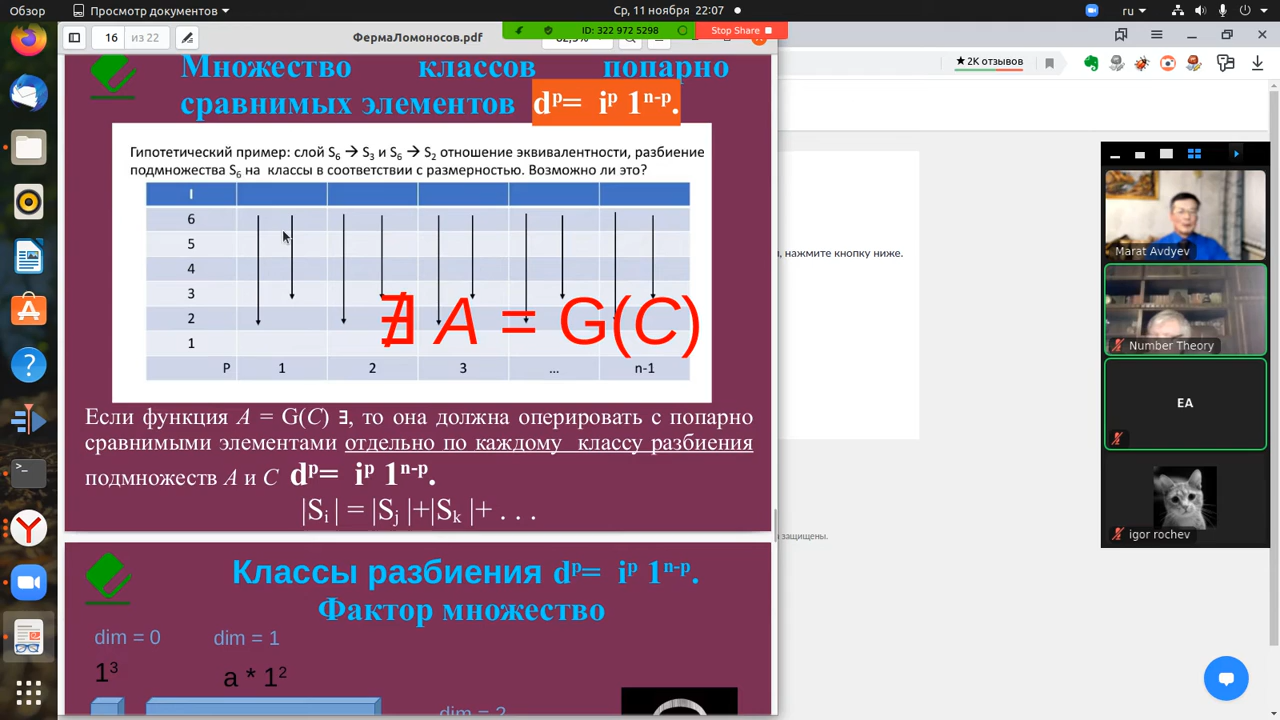 Обзор
Просмотр документов
Ср, 11 ноября 22:07
ru
16
из 22
ФермаЛомоносов.pdf
ID: 322 972 5298
Stop Share
2K отзывов
Множество классов попарно
сравнимых элементов dᵖ= iᵖ 1ⁿ⁻ᵖ.
Гипотетический пример: слой S₆ → S₃ и S₆ → S₂ отношение эквивалентности, разбиение
подмножества S₆ на классы в соответствии с размерностью. Возможно ли это?
I
6
5
4
3
2
1
P 1 2 3 ... n-1
∄ A = G(C)
Если функция A = G(C) ∃, то она должна оперировать с попарно
сравнимыми элементами отдельно по каждому классу разбиения
подмножеств A и C dᵖ= iᵖ 1ⁿ⁻ᵖ.
|Sᵢ| = |Sⱼ|+|Sₖ|+ . . .
Классы разбиения dᵖ= iᵖ 1ⁿ⁻ᵖ.
Фактор множество
dim = 0
dim = 1
1³
a * 1²
dim = 2
, нажмите кнопку ниже.
а защищены.
Marat Avdyev
Number Theory
EA
igor rochev